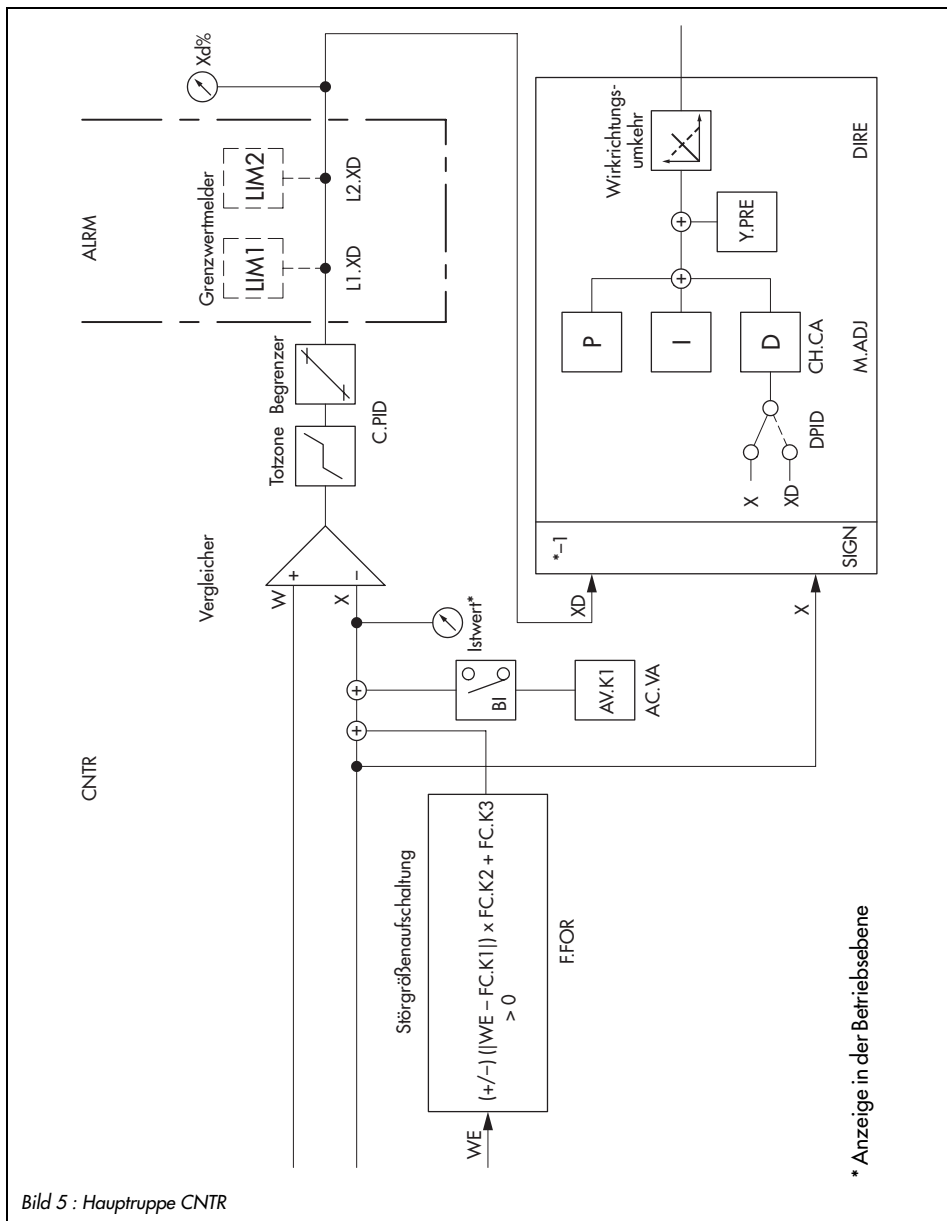 CNTR
ALRM
Vergleicher
W
+
X
−
Totzone
Begrenzer
C.PID
Grenzwertmelder
LIM1
LIM2
L1.XD
L2.XD
Xd%
Istwert*
BI
AV.K1
AC.VA
Störgrößenaufschaltung
WE
(+/−) (|WE − FC.K1|) x FC.K2 + FC.K3
> 0
F.FOR
XD
X
*−1
SIGN
X
XD
DPID
P
I
D
CH.CA
M.ADJ
+
+
+
+
Y.PRE
Wirkrichtungs-
umkehr
DIRE
* Anzeige in der Betriebsebene
Bild 5 : Hauptruppe CNTR